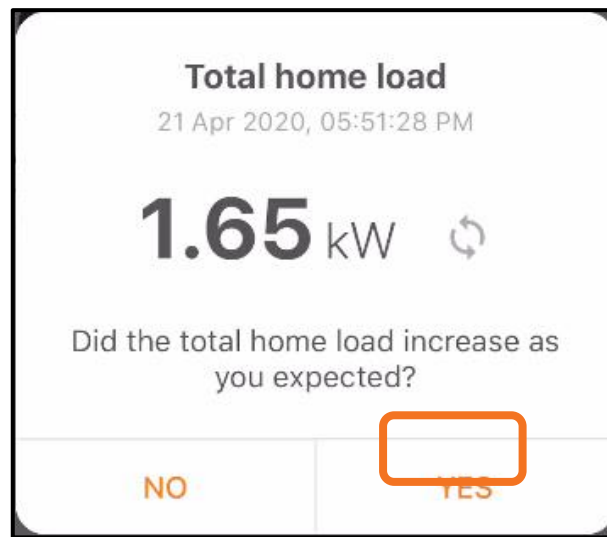 Total home load
21 Apr 2020, 05:51:28 PM
1.65 kW
Did the total home load increase as
you expected?
NO
YES